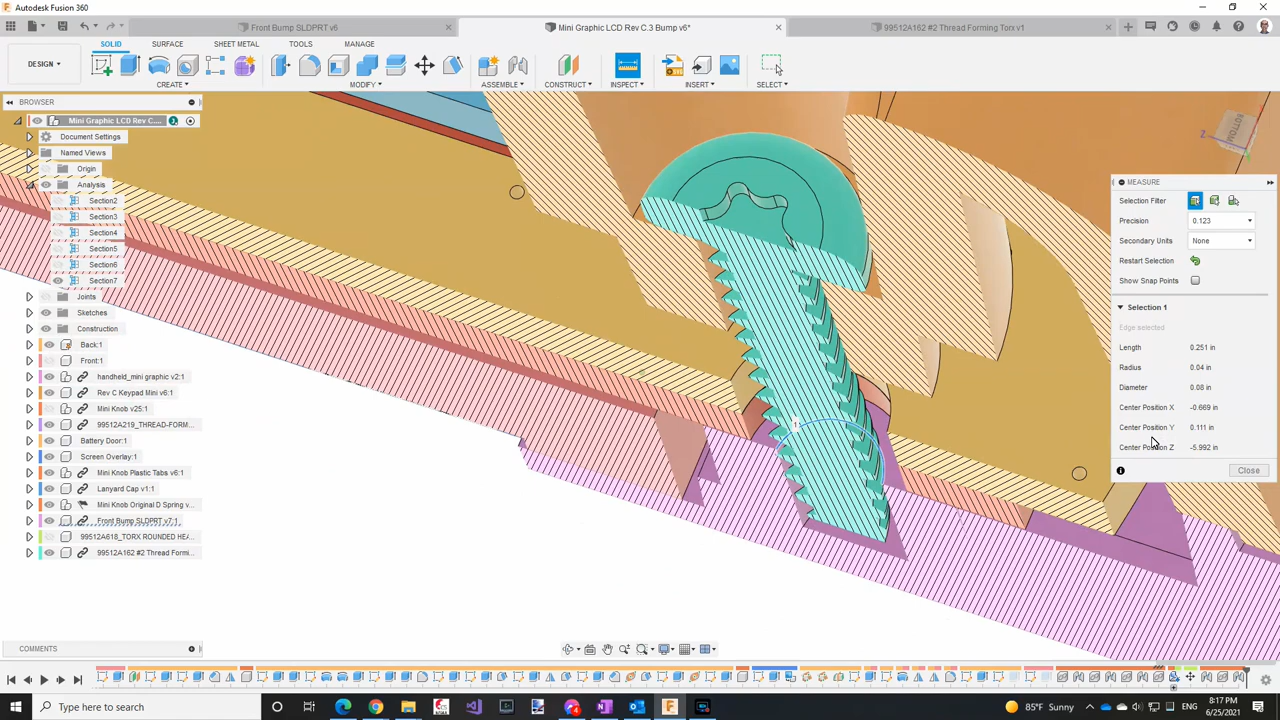 Autodesk Fusion 360
Front Bump SLDPRT v6
Mini Graphic LCD Rev C.3 Bump v6*
99512A162 #2 Thread Forming Torx v1
SOLID
SURFACE
SHEET METAL
TOOLS
MANAGE
DESIGN
CREATE
MODIFY
ASSEMBLE
CONSTRUCT
INSPECT
INSERT
SELECT
BROWSER
Mini Graphic LCD Rev C....
Document Settings
Named Views
Origin
Analysis
Section2
Section3
Section4
Section5
Section6
Section7
Joints
Sketches
Construction
Back:1
Front:1
handheld_mini graphic v2:1
Rev C Keypad Mini v6:1
Mini Knob v25:1
99512A219_THREAD-FORM...
Battery Door:1
Screen Overlay:1
Mini Knob Plastic Tabs v6:1
Lanyard Cap v1:1
Mini Knob Original D Spring v...
Front Bump SLDPRT v7:1
99512A618_TORX ROUNDED HEA...
99512A162 #2 Thread Formi...
BOTTOM
Z
1
MEASURE
Selection Filter
Precision 0.123
Secondary Units None
Restart Selection
Show Snap Points
Selection 1
Edge selected
Length 0.251 in
Radius 0.04 in
Diameter 0.08 in
Center Position X -0.669 in
Center Position Y 0.111 in
Center Position Z -5.992 in
Close
COMMENTS
Type here to search
85°F Sunny
8:17 PM
6/25/2021